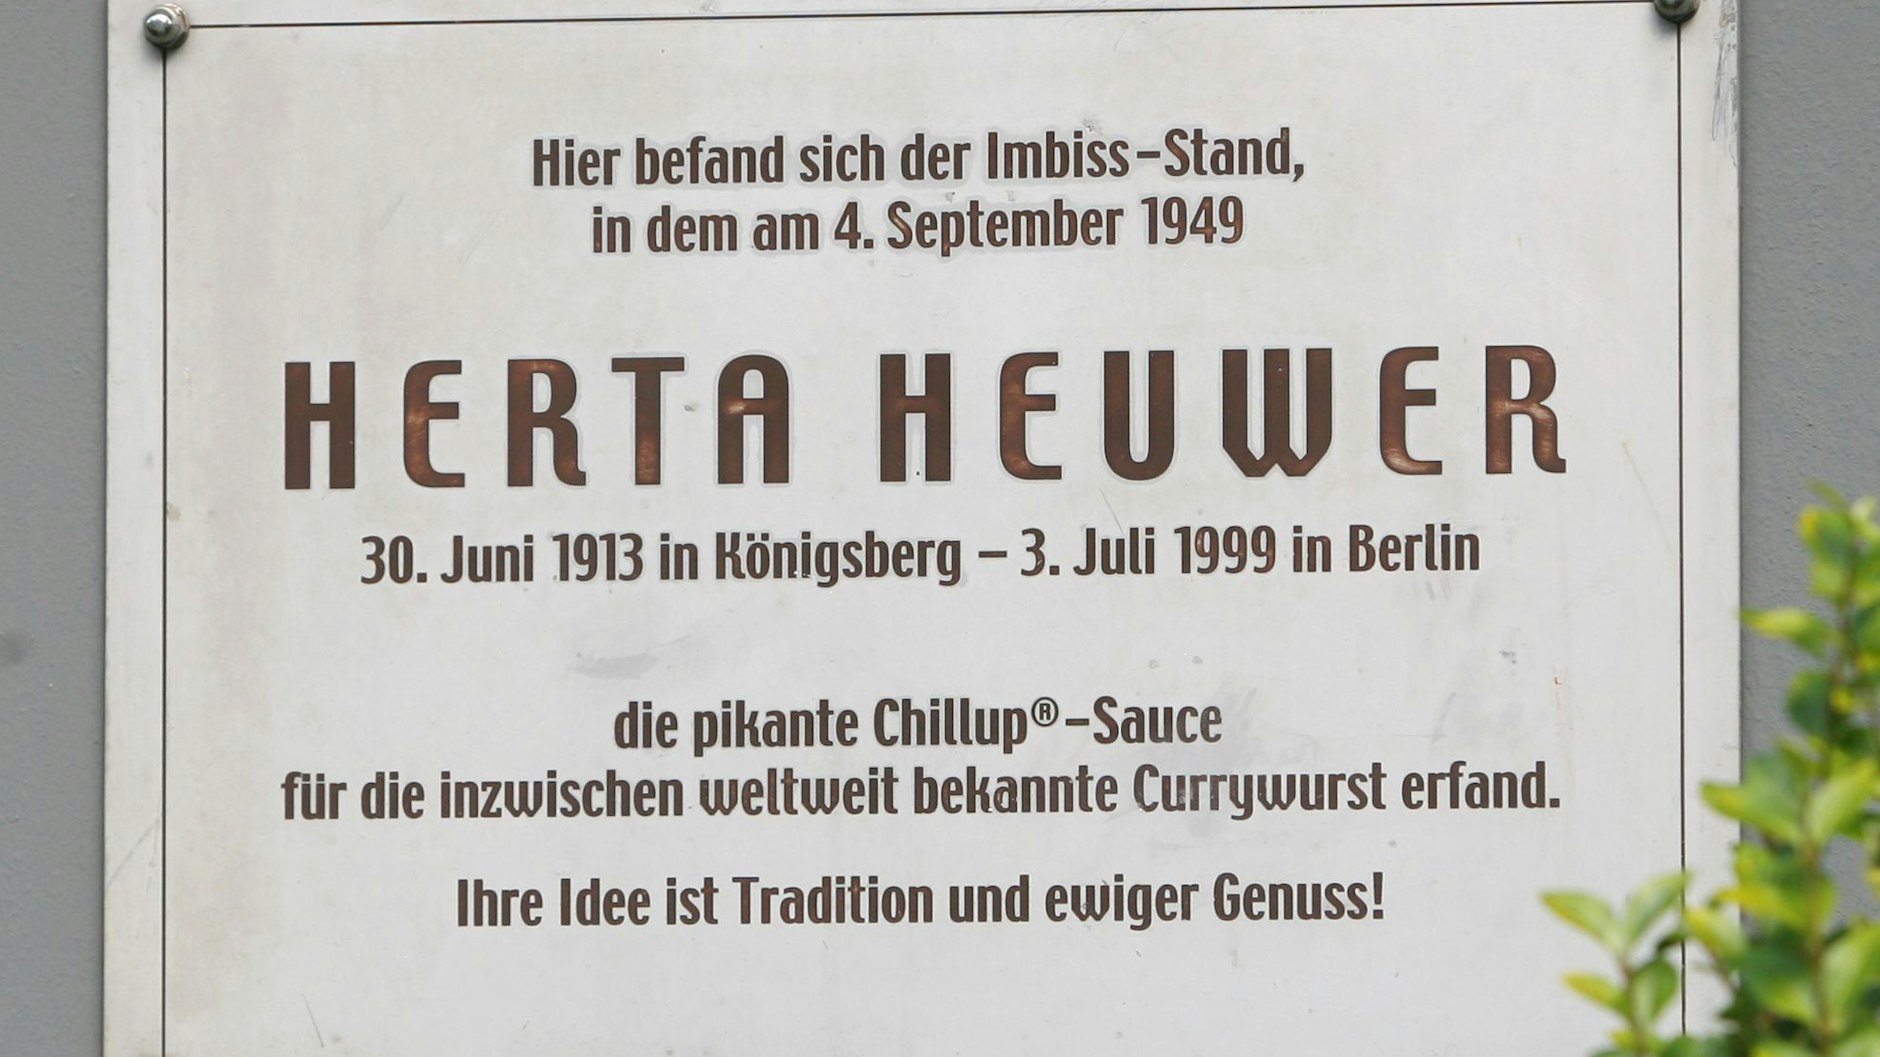 Hier befand sich der Imbiss-Stand,
in dem am 4. September 1949
HERTA HEUWER
30. Juni 1913 in Königsberg – 3. Juli 1999 in Berlin
die pikante Chillup®-Sauce
für die inzwischen weltweit bekannte Currywurst erfand.
Ihre Idee ist Tradition und ewiger Genuss!